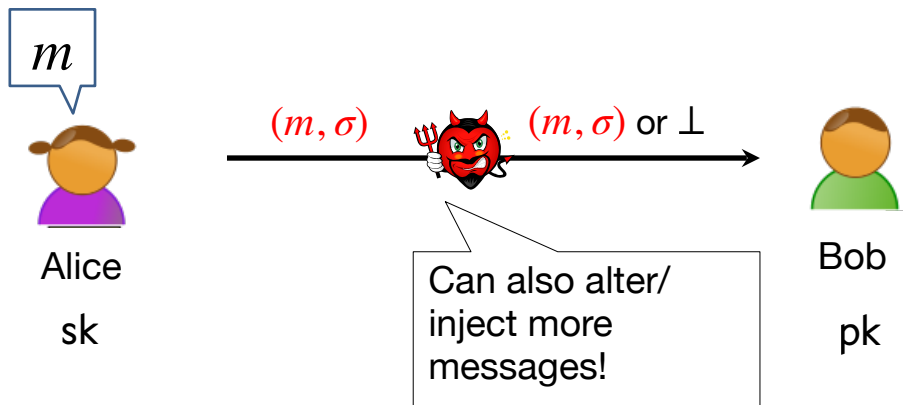 m
(m, σ)
(m, σ) or ⊥
Alice
Bob
sk
pk
Can also alter/
inject more
messages!